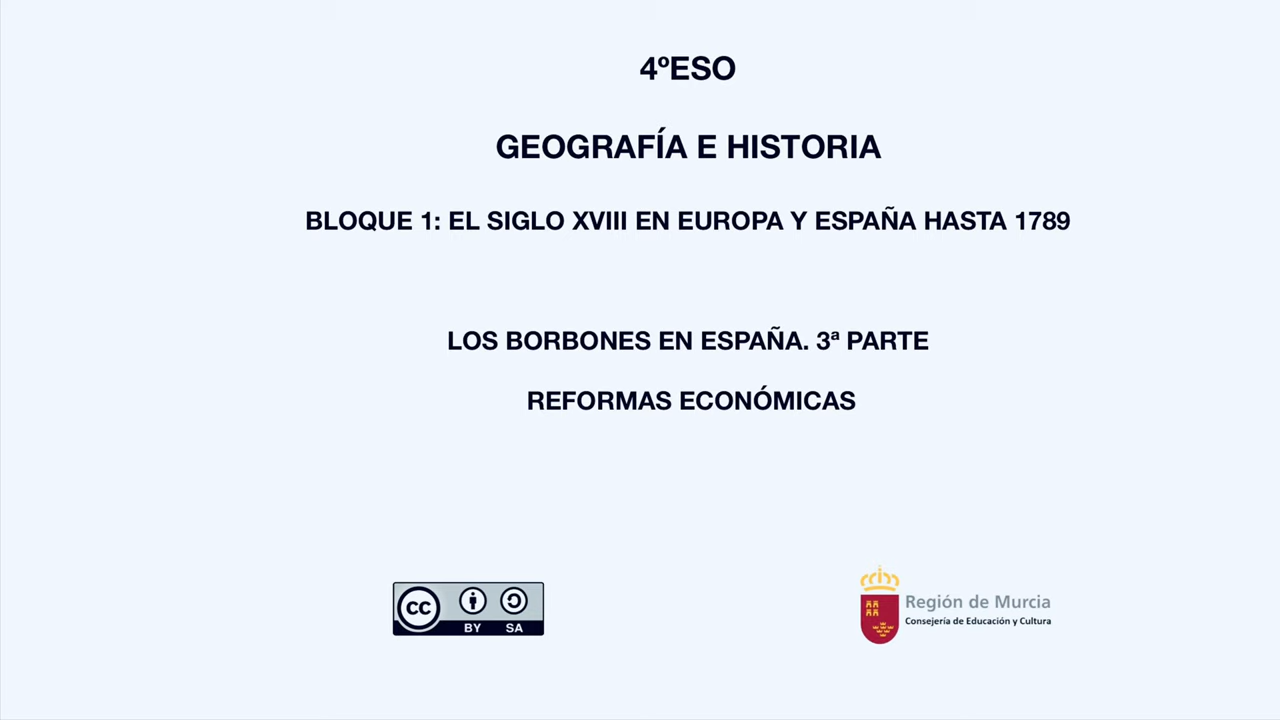 4ºESO
GEOGRAFÍA E HISTORIA
BLOQUE 1: EL SIGLO XVIII EN EUROPA Y ESPAÑA HASTA 1789
LOS BORBONES EN ESPAÑA. 3ª PARTE
REFORMAS ECONÓMICAS
CC BY SA
Región de Murcia
Consejería de Educación y Cultura